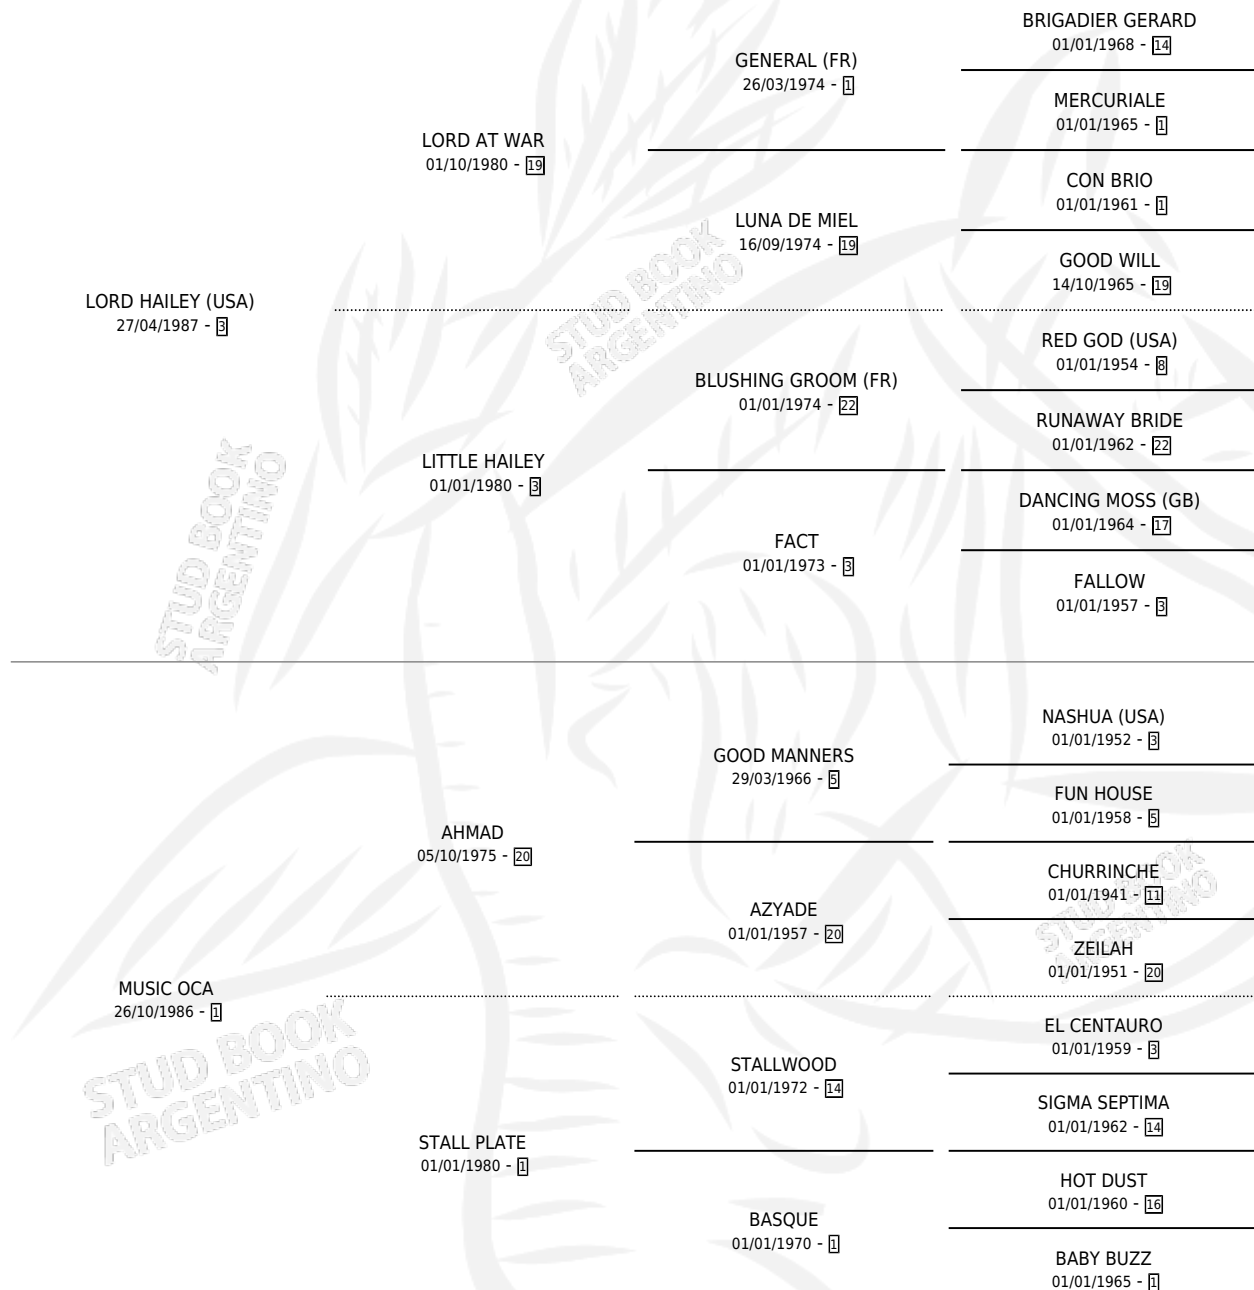 BRIGADIER GERARD
01/01/1968 - 14
GENERAL (FR)
26/03/1974 - 1
MERCURIALE
01/01/1965 - 1
LORD AT WAR
01/10/1980 - 19
CON BRIO
01/01/1961 - 1
LUNA DE MIEL
16/09/1974 - 19
GOOD WILL
14/10/1965 - 19
LORD HAILEY (USA)
27/04/1987 - 3
STUD BOOK
ARGENTINO
RED GOD (USA)
01/01/1954 - 8
BLUSHING GROOM (FR)
01/01/1974 - 22
RUNAWAY BRIDE
01/01/1962 - 22
LITTLE HAILEY
01/01/1980 - 3
DANCING MOSS (GB)
01/01/1964 - 17
FACT
01/01/1973 - 3
FALLOW
01/01/1957 - 3
STUD BOOK
ARGENTINO
NASHUA (USA)
01/01/1952 - 3
GOOD MANNERS
29/03/1966 - 5
FUN HOUSE
01/01/1958 - 5
AHMAD
05/10/1975 - 20
CHURRINCHE
01/01/1941 - 11
AZYADE
01/01/1957 - 20
STUD BOOK
ARGENTINO
ZEILAH
01/01/1951 - 20
MUSIC OCA
26/10/1986 - 1
STUD BOOK
ARGENTINO
EL CENTAURO
01/01/1959 - 3
STALLWOOD
01/01/1972 - 14
SIGMA SEPTIMA
01/01/1962 - 14
STALL PLATE
01/01/1980 - 1
HOT DUST
01/01/1960 - 16
BASQUE
01/01/1970 - 1
BABY BUZZ
01/01/1965 - 1